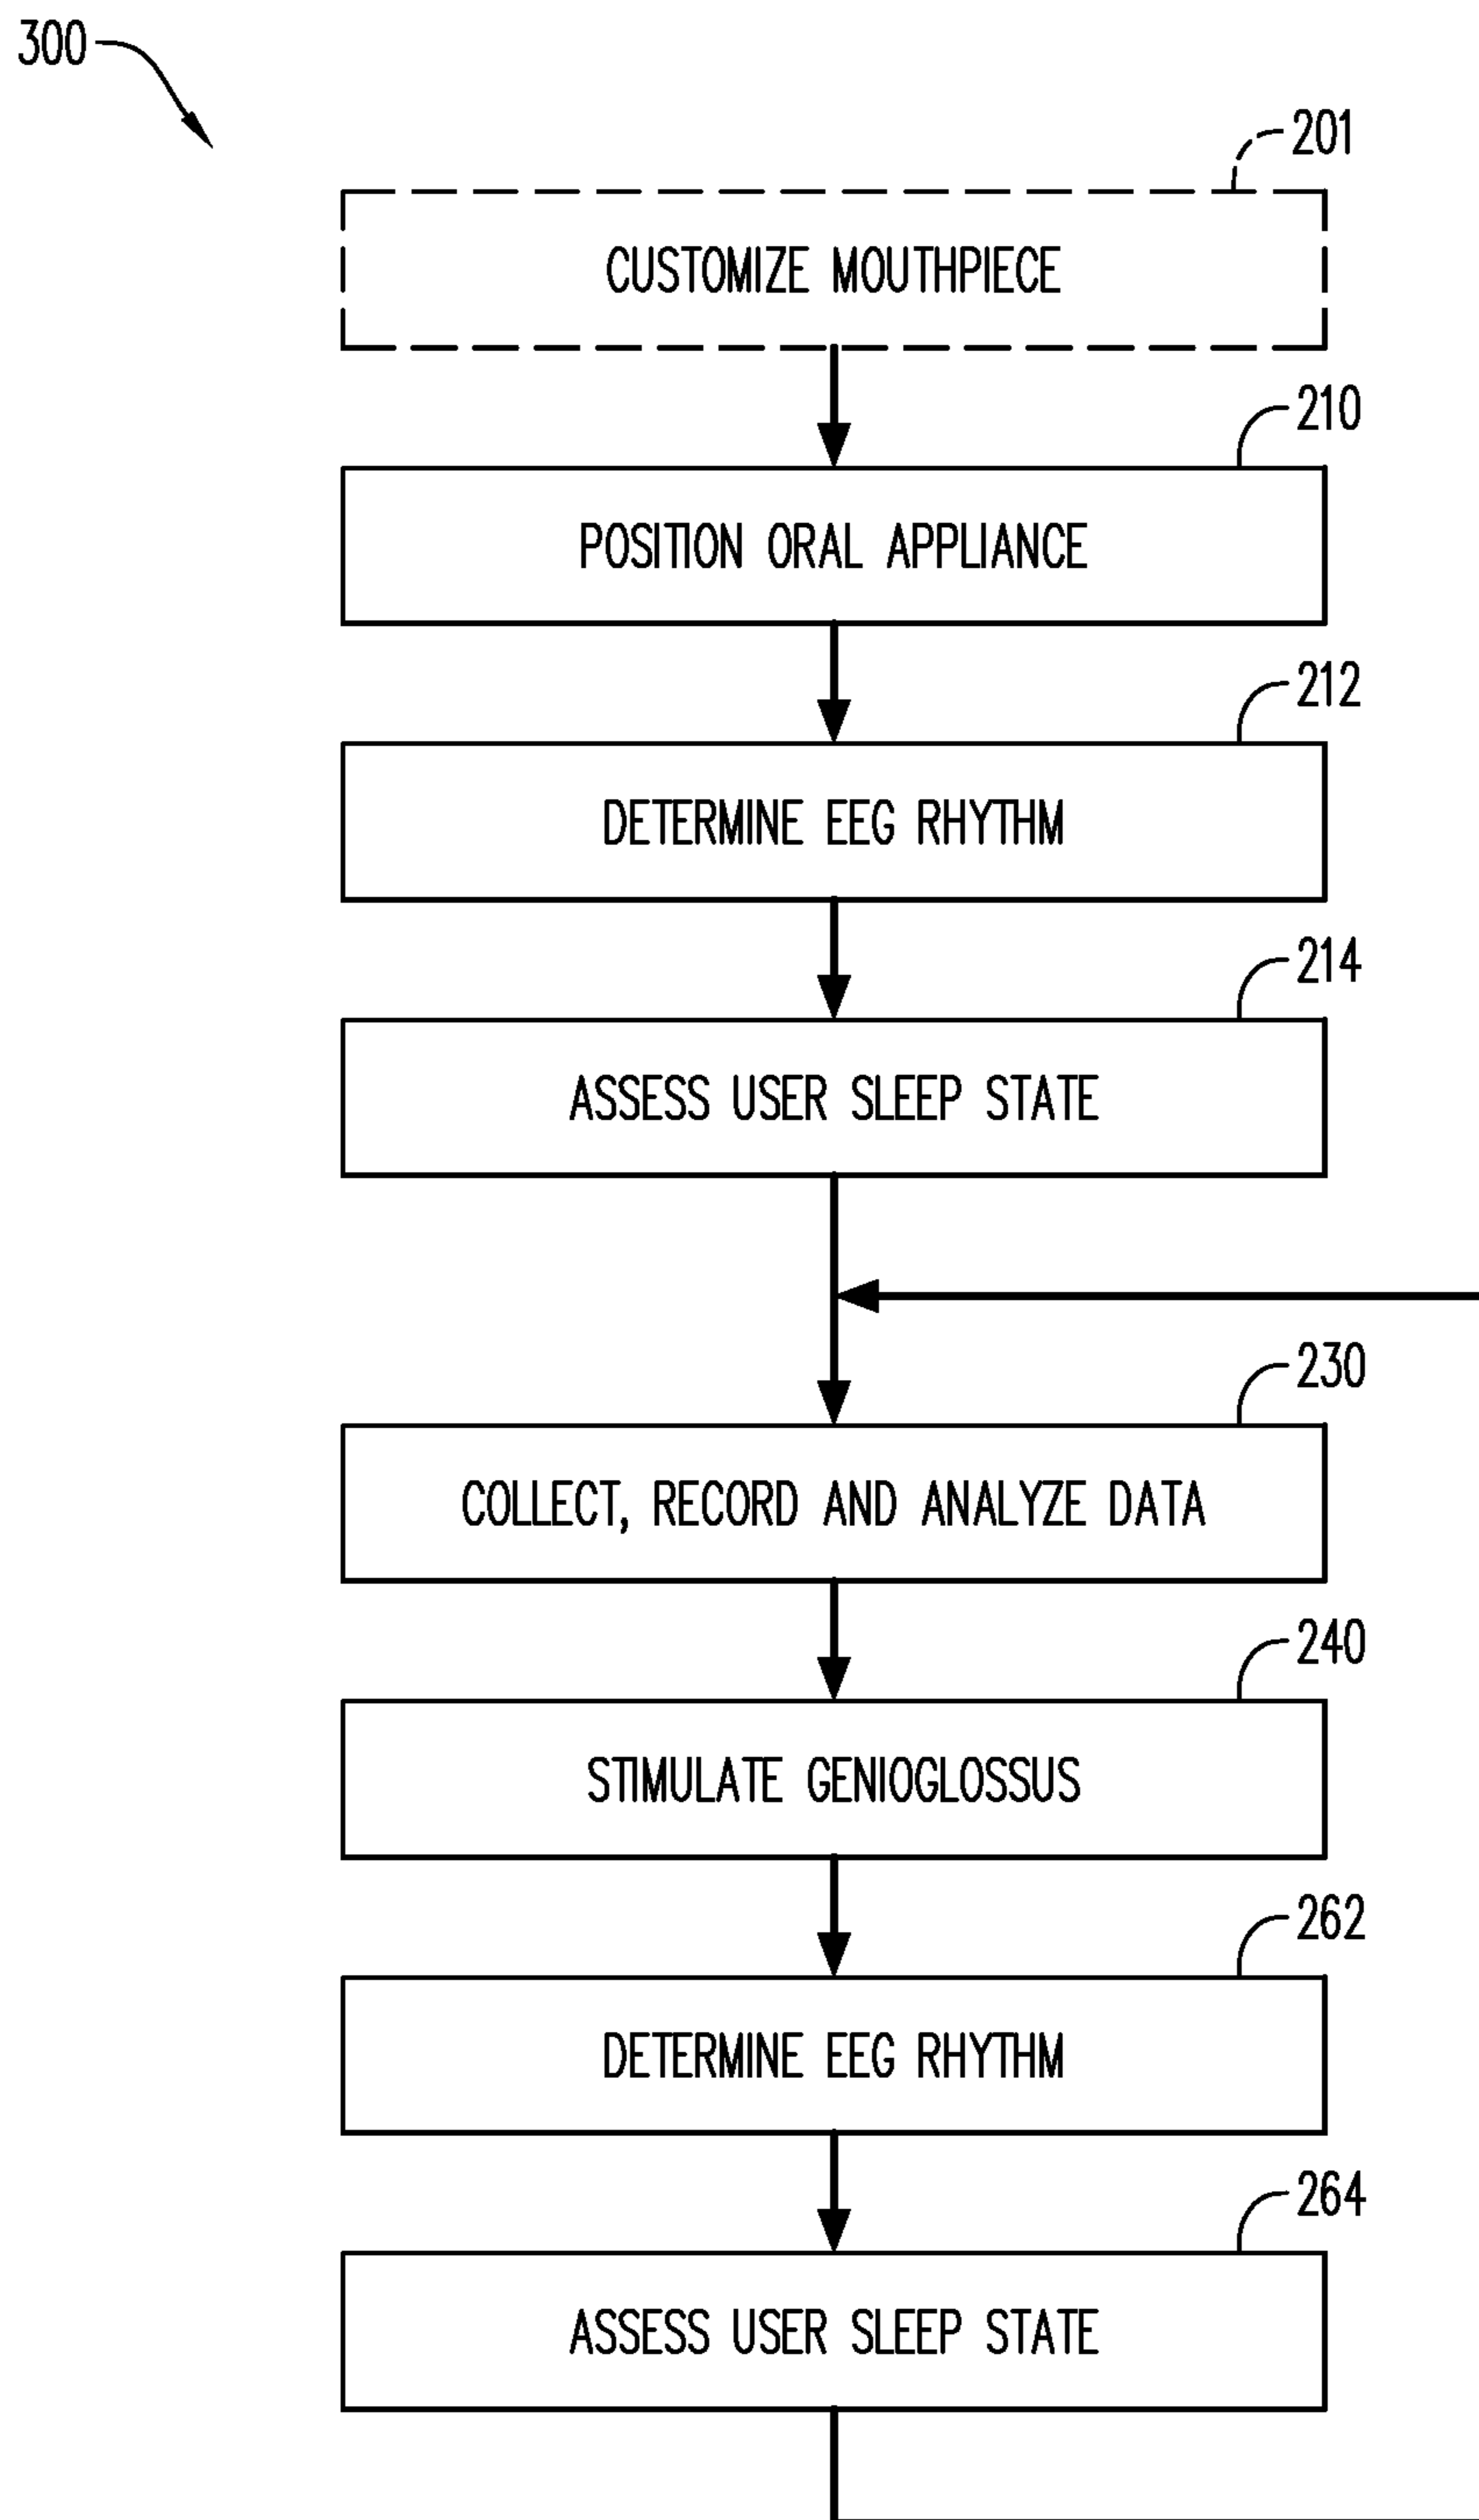 300
201
CUSTOMIZE MOUTHPIECE
210
POSITION ORAL APPLIANCE
212
DETERMINE EEG RHYTHM
214
ASSESS USER SLEEP STATE
230
COLLECT, RECORD AND ANALYZE DATA
240
STIMULATE GENIOGLOSSUS
262
DETERMINE EEG RHYTHM
264
ASSESS USER SLEEP STATE